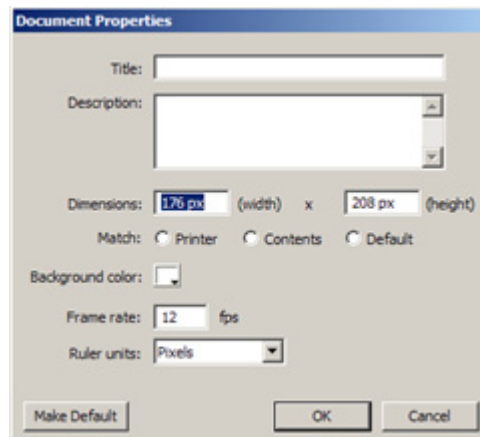 Document Properties
Title:
Description:
Dimensions: 176 px (width) x 208 px (height)
Match: Printer Contents Default
Background color:
Frame rate: 12 fps
Ruler units: Pixels
Make Default OK Cancel